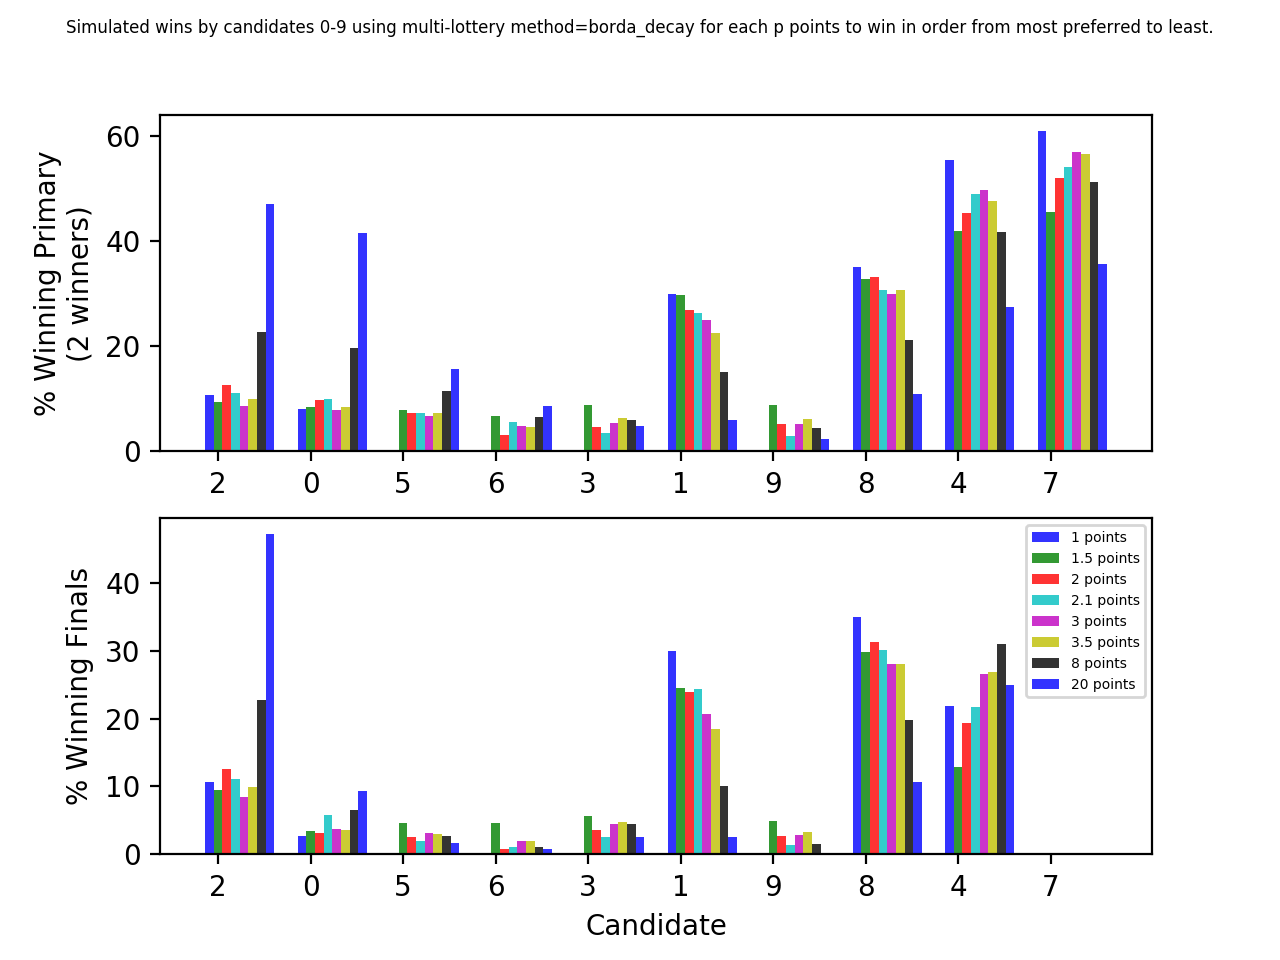 Simulated wins by candidates 0-9 using multi-lottery method=borda_decay for each p points to win in order from most preferred to least.
% Winning Primary
(2 winners)
60
40
20
0
2 0 5 6 3 1 9 8 4 7
% Winning Finals
40
30
20
10
0
1 points
1.5 points
2 points
2.1 points
3 points
3.5 points
8 points
20 points
2 0 5 6 3 1 9 8 4 7
Candidate